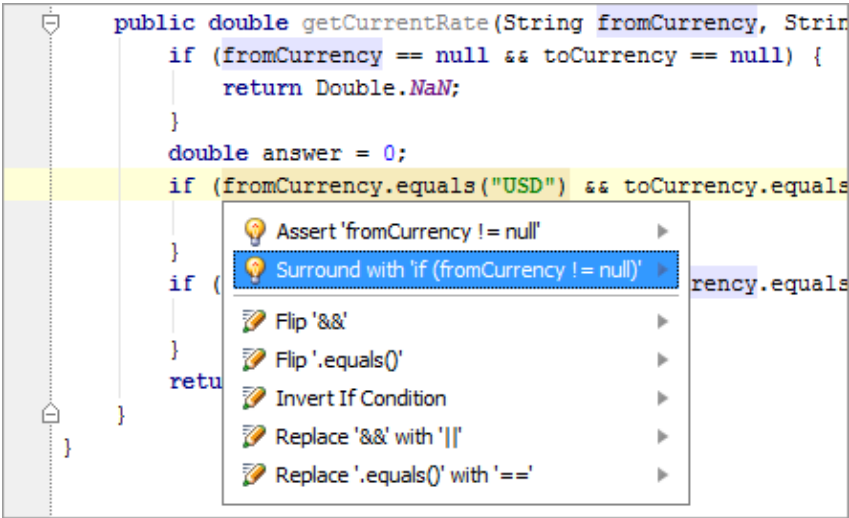 public double getCurrentRate(String fromCurrency, Strin
if (fromCurrency == null && toCurrency == null) {
return Double.NaN;
}
double answer = 0;
if (fromCurrency.equals("USD") && toCurrency.equals
Assert 'fromCurrency != null'
}
Surround with 'if (fromCurrency != null)'
if ( rency.equals
Flip '&&'
}
Flip '.equals()'
retu
Invert If Condition
}
Replace '&&' with '||'
}
Replace '.equals()' with '=='